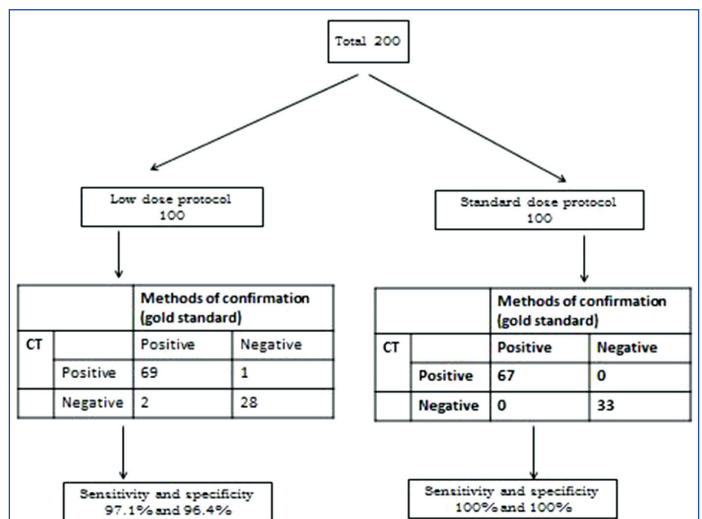 Total 200
Low dose protocol
100
Standard dose protocol
100
Methods of confirmation
(gold standard)
CT Positive Negative
Positive 69 1
Negative 2 28
Methods of confirmation
(gold standard)
CT Positive Negative
Positive 67 0
Negative 0 33
Sensitivity and specificity
97.1% and 96.4%
Sensitivity and specificity
100% and 100%